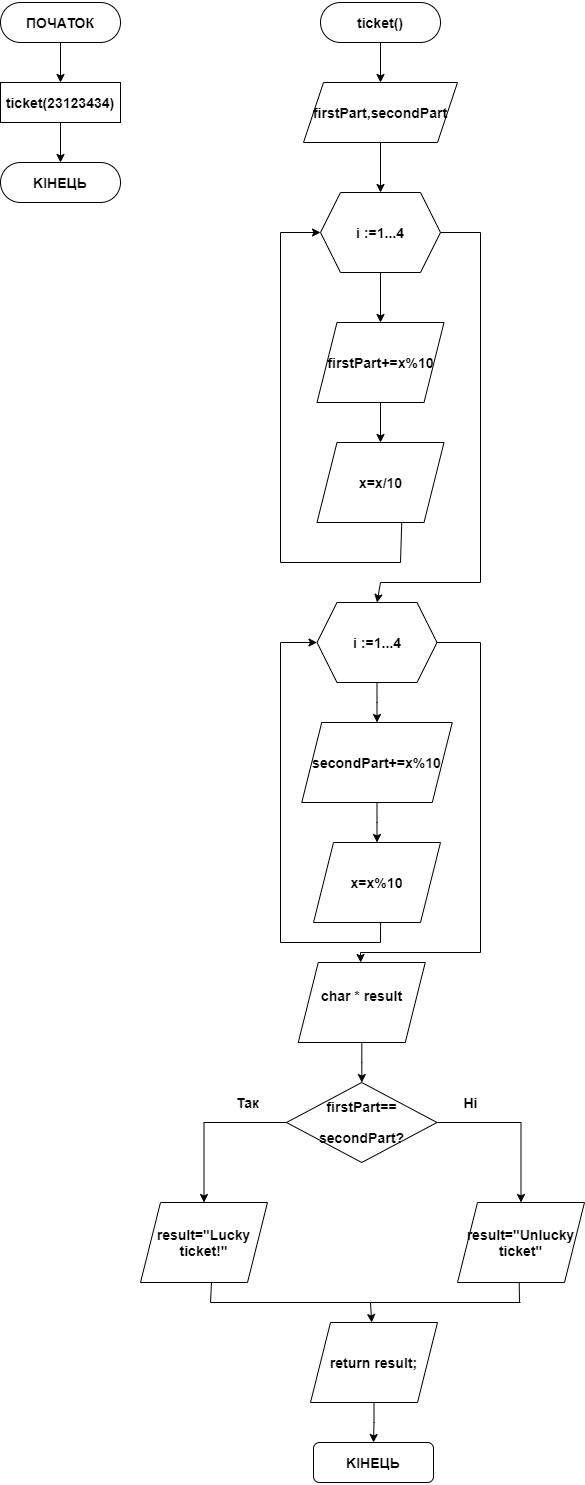 ПОЧАТОК
ticket(23123434)
КІНЕЦЬ
ticket()
firstPart,secondPart
i :=1...4
firstPart+=x%10
x=x/10
i :=1...4
secondPart+=x%10
x=x%10
char * result
firstPart==
secondPart?
Так
Ні
result="Lucky
ticket!"
result="Unlucky
ticket"
return result;
КІНЕЦЬ